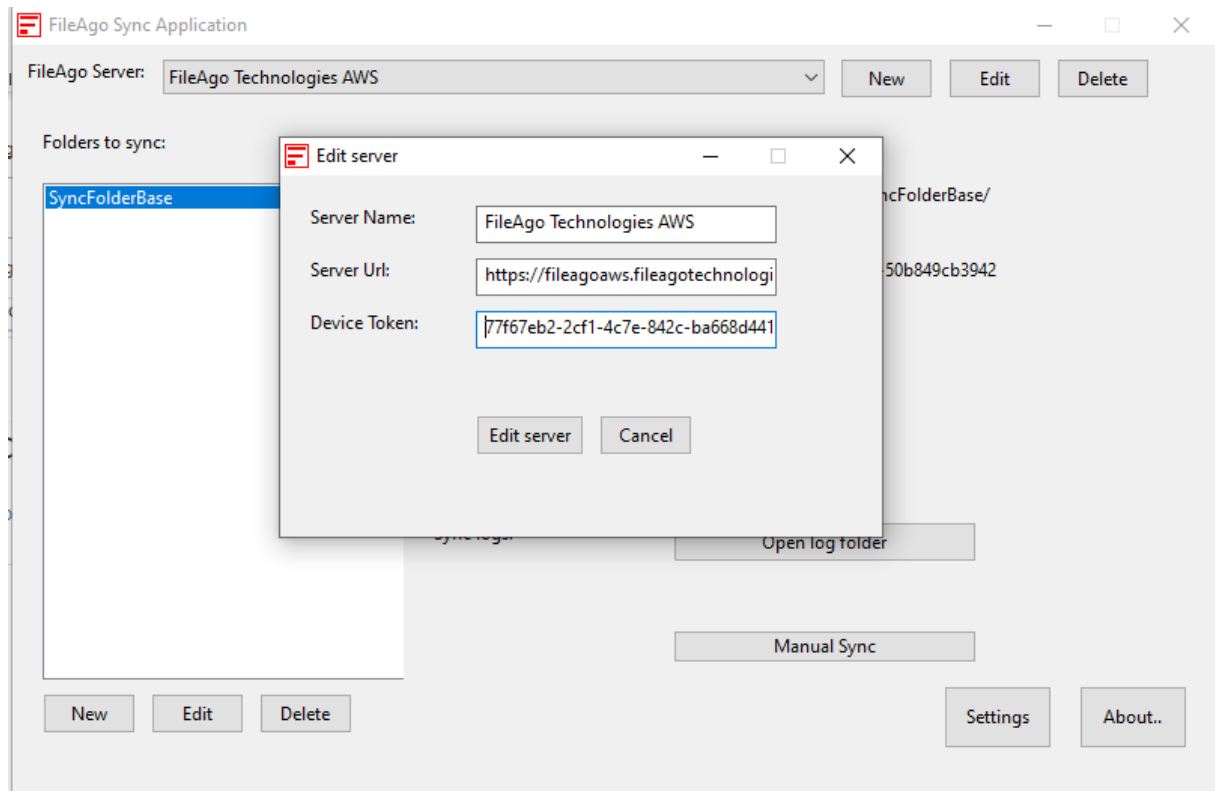 FileAgo Sync Application
FileAgo Server:
FileAgo Technologies AWS
New
Edit
Delete
Folders to sync:
SyncFolderBase
ncFolderBase/
-50b849cb3942
Edit server
Server Name:
FileAgo Technologies AWS
Server Url:
https://fileagoaws.fileagotechnologi
Device Token:
77f67eb2-2cf1-4c7e-842c-ba668d441
Edit server
Cancel
Sync logs:
Open log folder
Manual Sync
New
Edit
Delete
Settings
About..